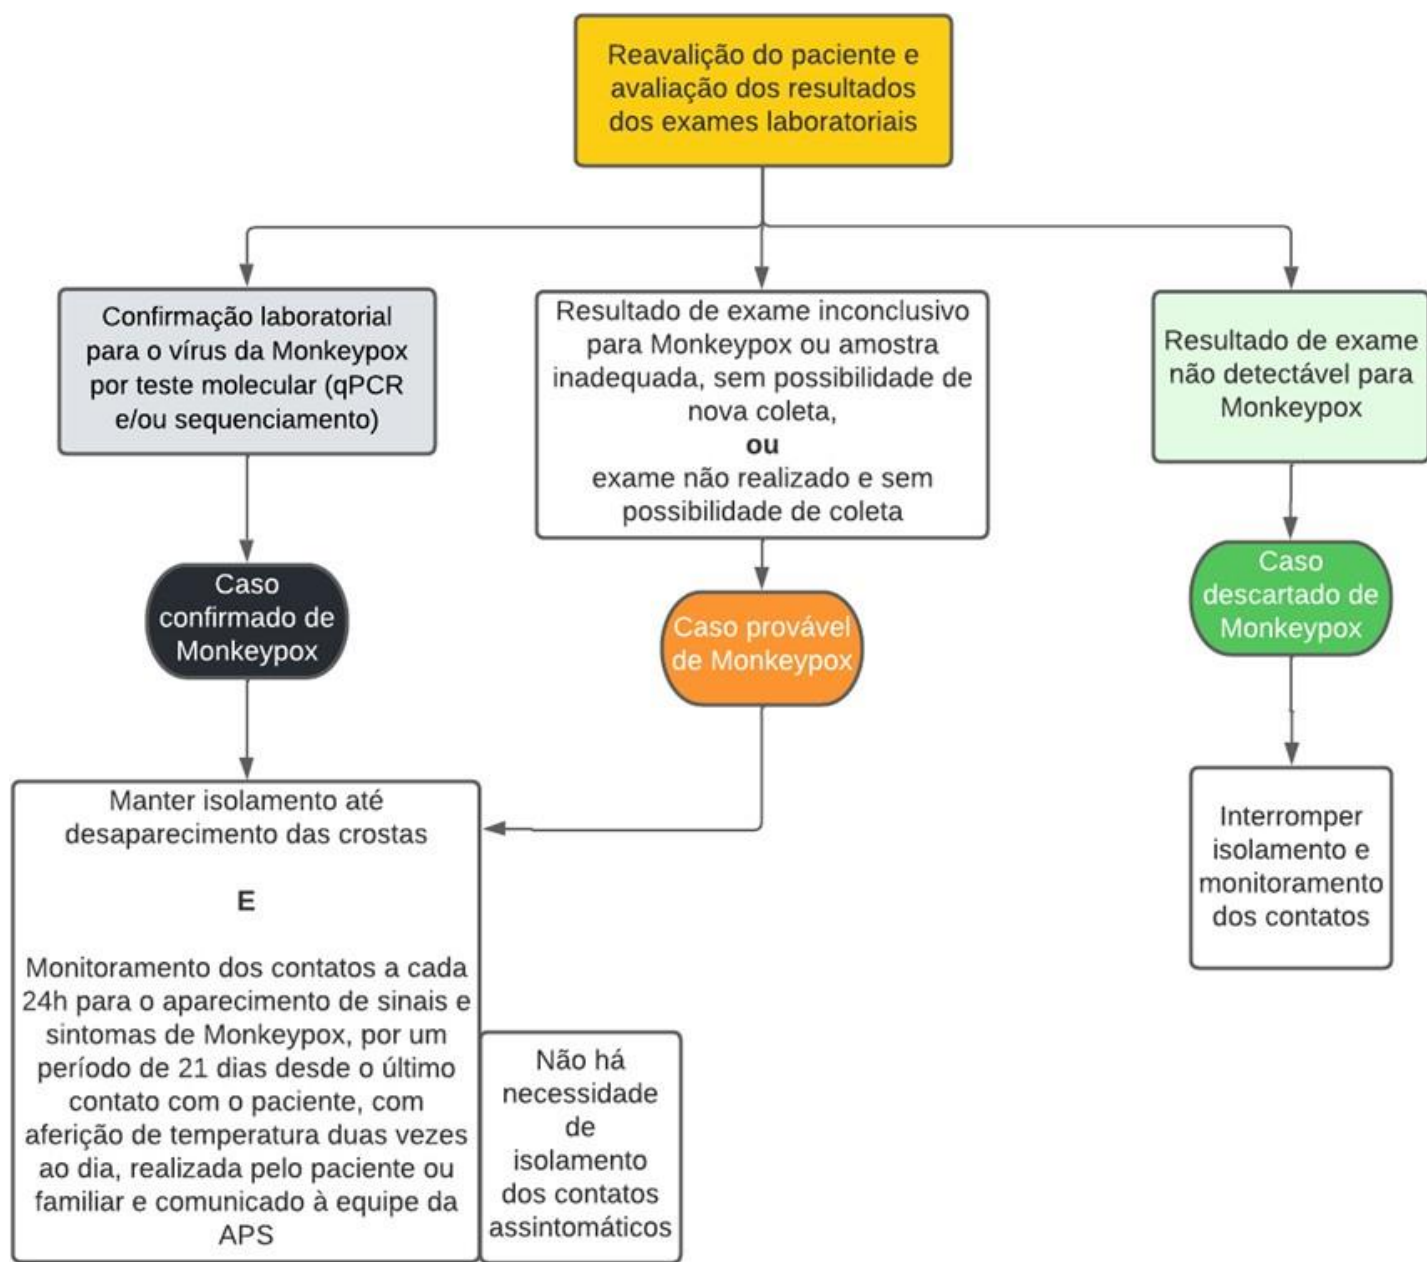 Reavalição do paciente e
avaliação dos resultados
dos exames laboratoriais
Confirmação laboratorial
para o vírus da Monkeypox
por teste molecular (qPCR
e/ou sequenciamento)
Resultado de exame inconclusivo
para Monkeypox ou amostra
inadequada, sem possibilidade de
nova coleta,
ou
exame não realizado e sem
possibilidade de coleta
Resultado de exame
não detectável para
Monkeypox
Caso
confirmado de
Monkeypox
Caso provável
de Monkeypox
Caso
descartado de
Monkeypox
Manter isolamento até
desaparecimento das crostas
E
Monitoramento dos contatos a cada
24h para o aparecimento de sinais e
sintomas de Monkeypox, por um
período de 21 dias desde o último
contato com o paciente, com
aferição de temperatura duas vezes
ao dia, realizada pelo paciente ou
familiar e comunicado à equipe da
APS
Não há
necessidade
de
isolamento
dos contatos
assintomáticos
Interromper
isolamento e
monitoramento
dos contatos